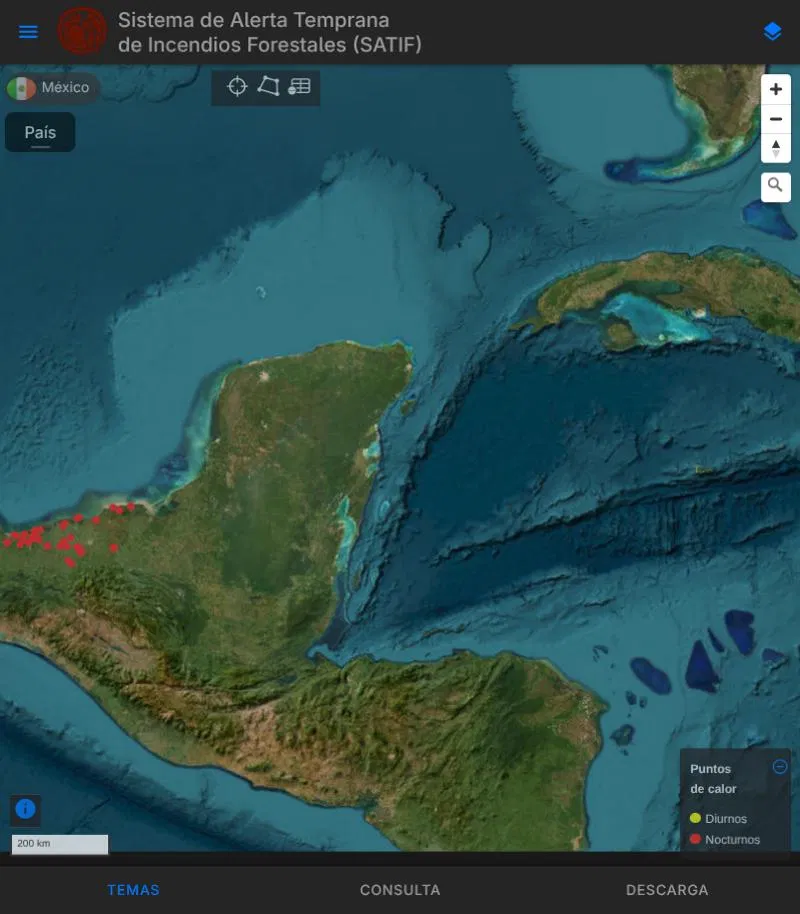 Sistema de Alerta Temprana
de Incendios Forestales (SATIF)
México
País
Puntos
de calor
Diurnos
Nocturnos
200 km
TEMAS
CONSULTA
DESCARGA